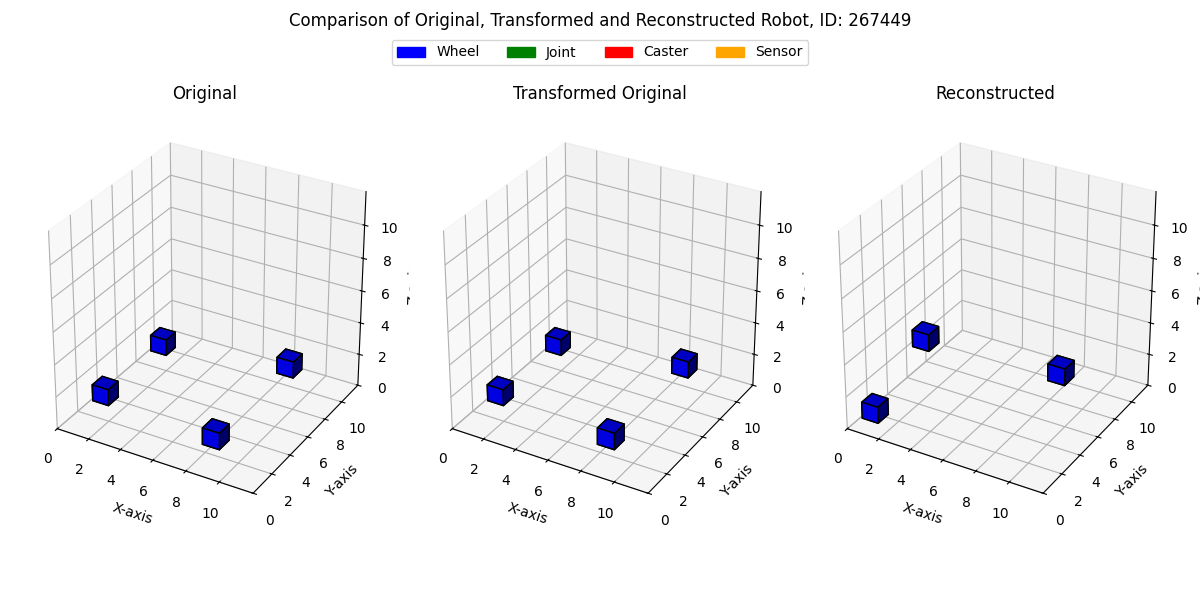 Comparison of Original, Transformed and Reconstructed Robot, ID: 267449
Wheel Joint Caster Sensor
Original Transformed Original Reconstructed
10 10 10
8 8 8
6 6 6
4 4 4
2 2 2
0 0 0
0 2 4 6 8 10 0 2 4 6 8 10 0 2 4 6 8 10
0 2 4 6 8 10 0 2 4 6 8 10 0 2 4 6 8 10
X-axis Y-axis X-axis Y-axis X-axis Y-axis